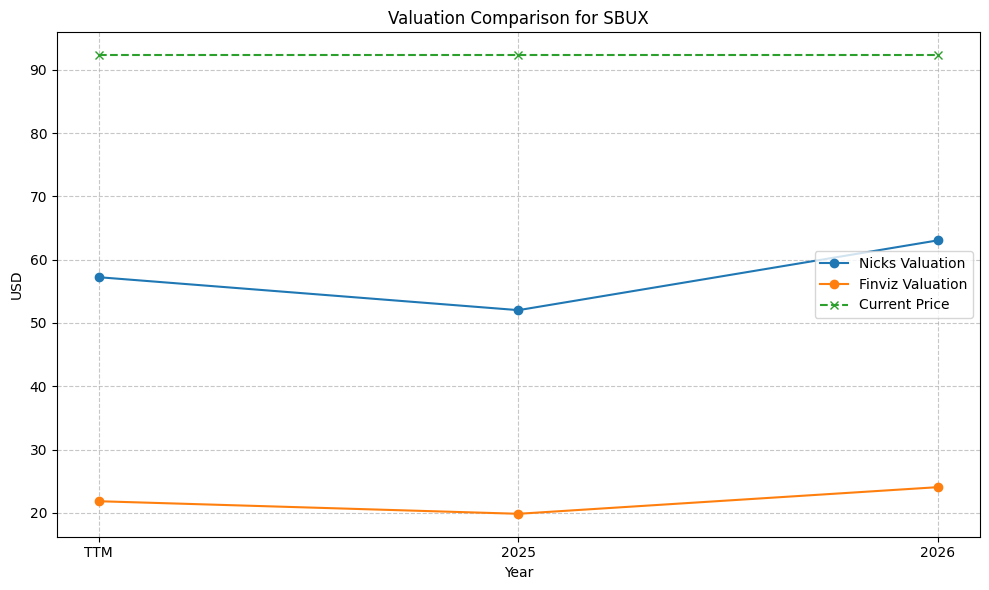 Valuation Comparison for SBUX
USD
90
80
70
60
50
40
30
20
Nicks Valuation
Finviz Valuation
Current Price
TTM
2025
2026
Year